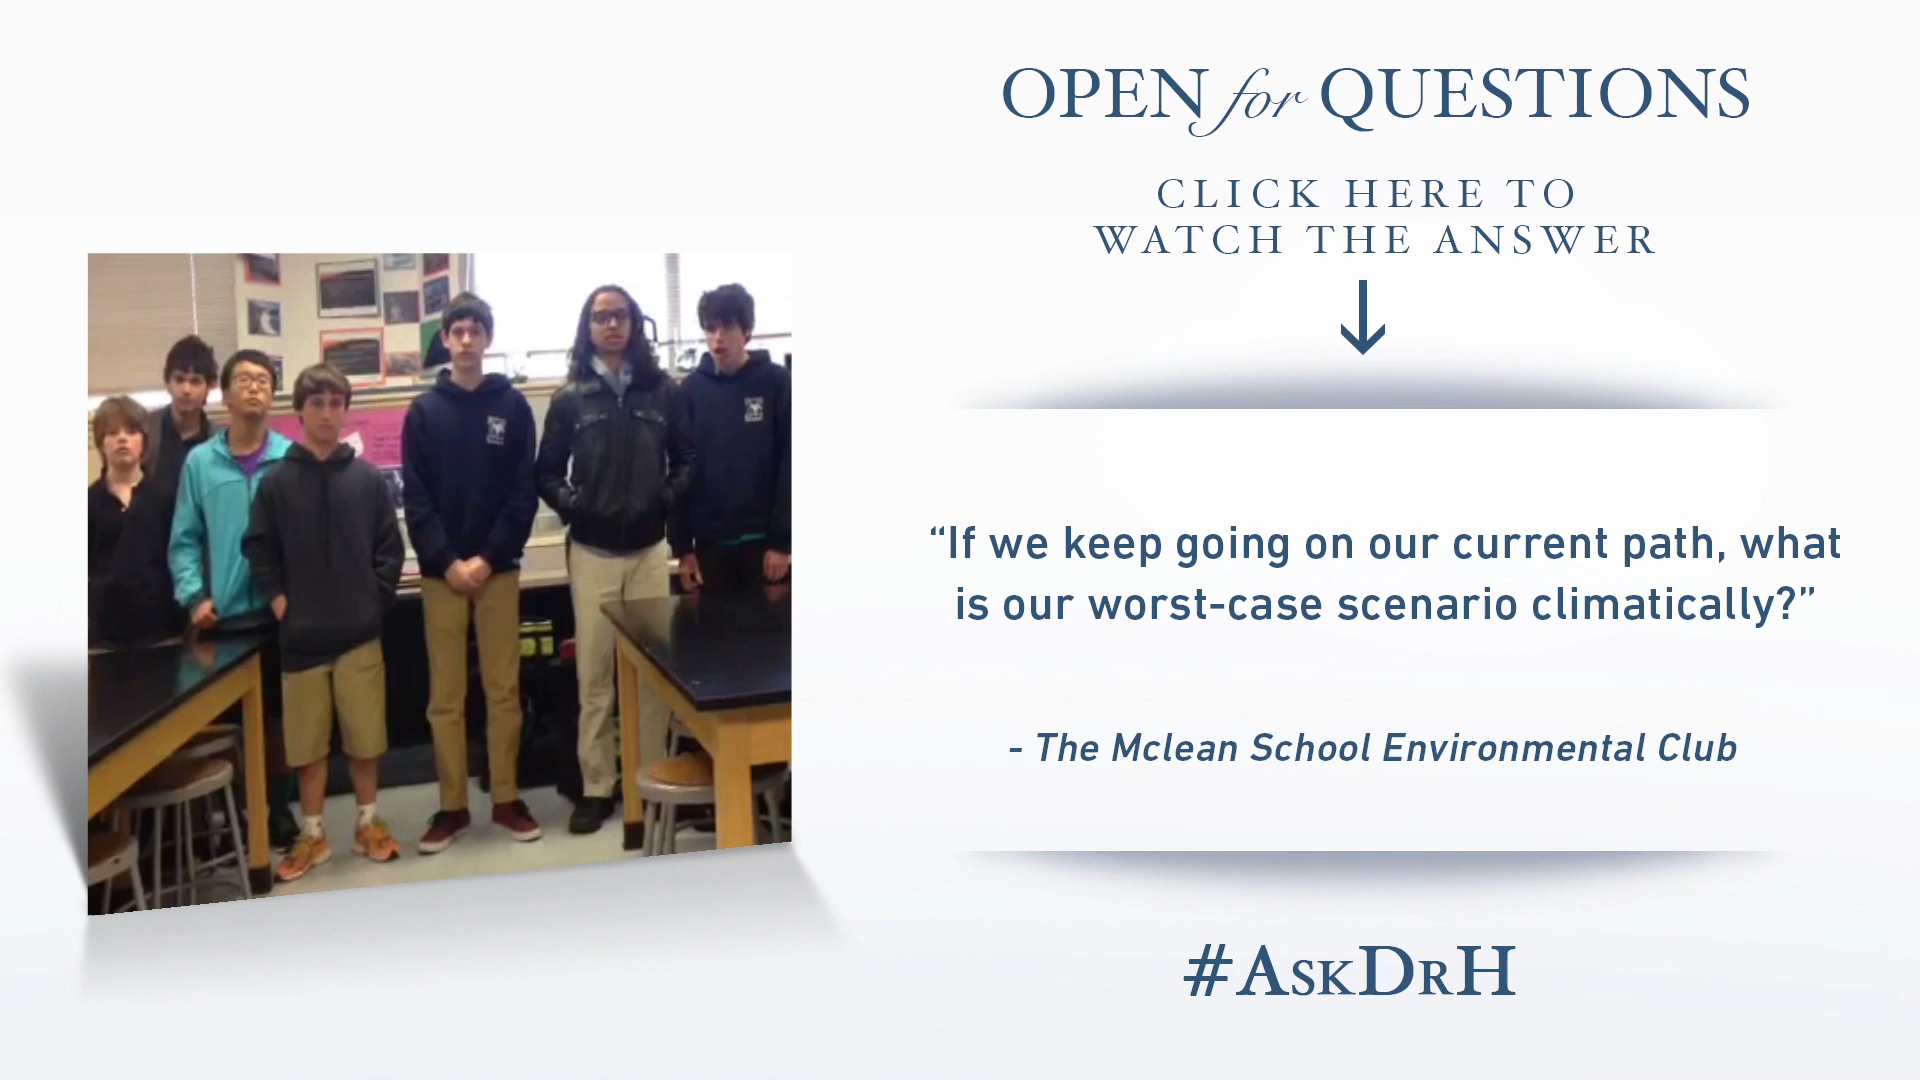 OPEN for QUESTIONS
CLICK HERE TO
WATCH THE ANSWER
“If we keep going on our current path, what
is our worst-case scenario climatically?”
- The Mclean School Environmental Club
#AskDrH